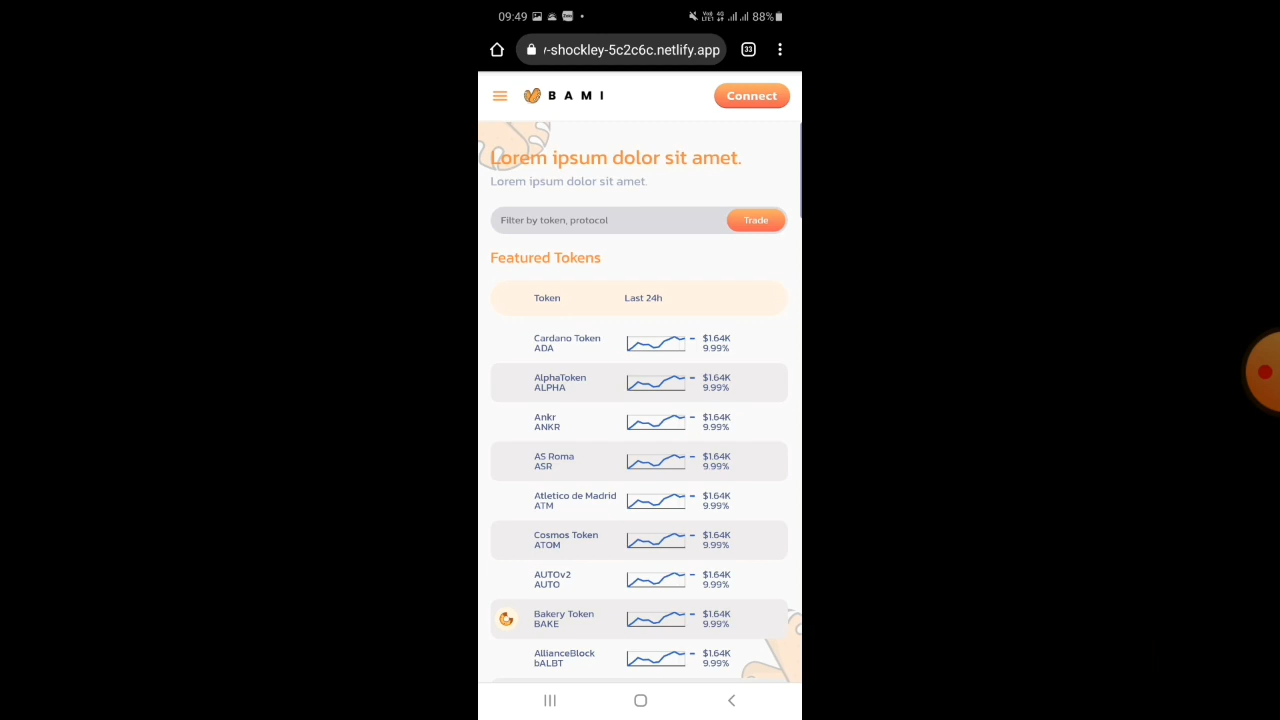 09:49
88%
-shockley-5c2c6c.netlify.app
33
BAMI
Connect
Lorem ipsum dolor sit amet.
Lorem ipsum dolor sit amet.
Filter by token, protocol
Trade
Featured Tokens
Token Last 24h
Cardano Token $1.64K
ADA 9.99%
AlphaToken $1.64K
ALPHA 9.99%
Ankr $1.64K
ANKR 9.99%
AS Roma $1.64K
ASR 9.99%
Atletico de Madrid $1.64K
ATM 9.99%
Cosmos Token $1.64K
ATOM 9.99%
AUTOv2 $1.64K
AUTO 9.99%
Bakery Token $1.64K
BAKE 9.99%
AllianceBlock $1.64K
bALBT 9.99%